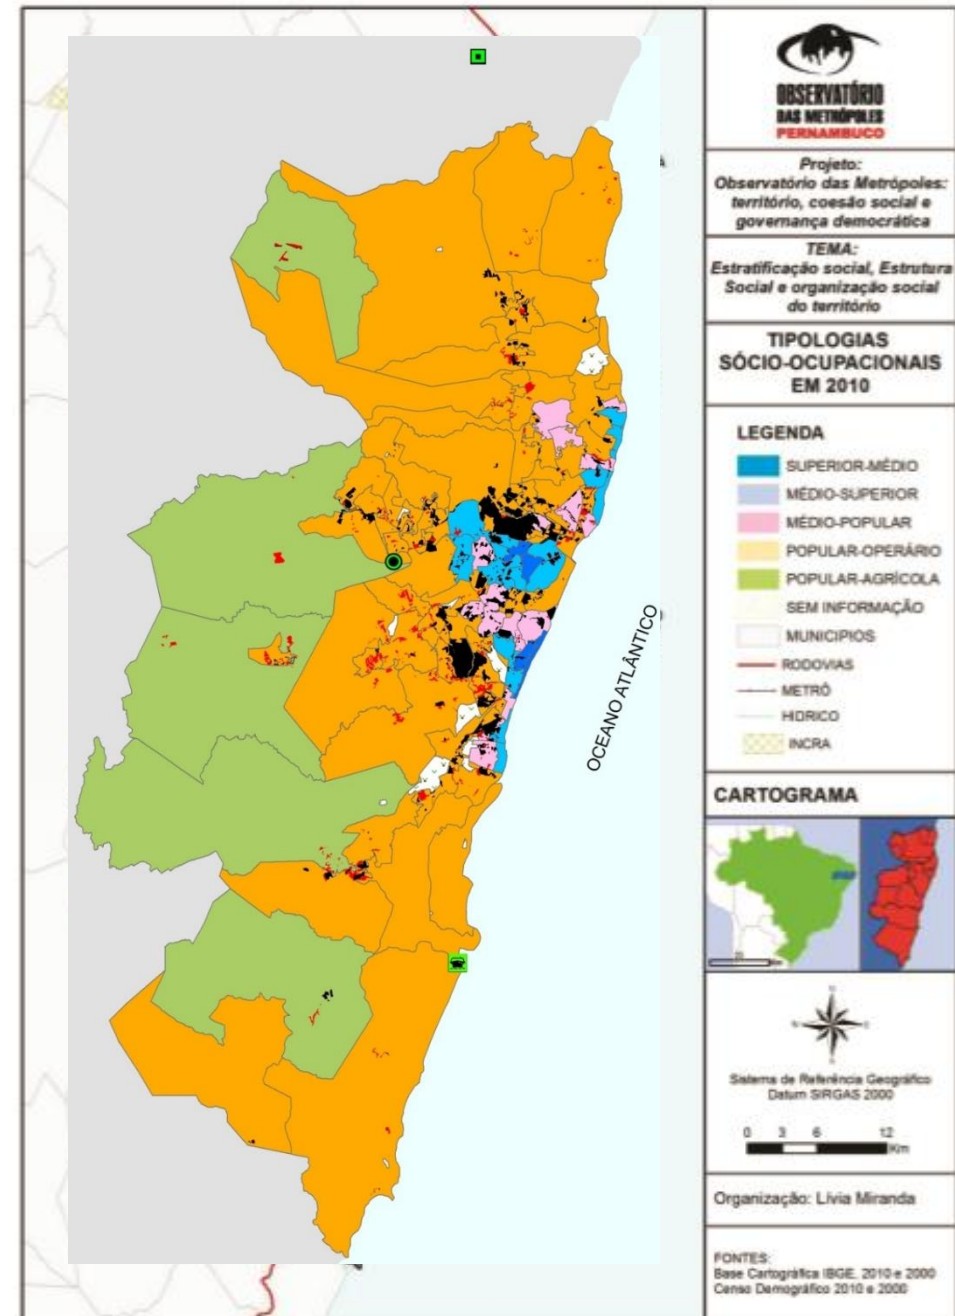 OBSERVATÓRIO
DAS METRÓPOLES
PERNAMBUCO
Projeto:
Observatório das Metrópoles:
território, coesão social e
governança democrática
TEMA:
Estratificação social, Estrutura
Social e organização social
do território
TIPOLOGIAS
SÓCIO-OCUPACIONAIS
EM 2010
LEGENDA
SUPERIOR-MÉDIO
MÉDIO-SUPERIOR
MÉDIO-POPULAR
POPULAR-OPERÁRIO
POPULAR-AGRÍCOLA
SEM INFORMAÇÃO
MUNICIPIOS
RODOVIAS
METRÔ
HIDRICO
INCRA
OCEANO ATLÂNTICO
CARTOGRAMA
Sistema de Referência Geográfico
Datum SIRGAS 2000
0 3 6 12
Km
Organização: Lívia Miranda
FONTES:
Base Cartográfica IBGE, 2010 e 2000
Censo Demográfico 2010 e 2000